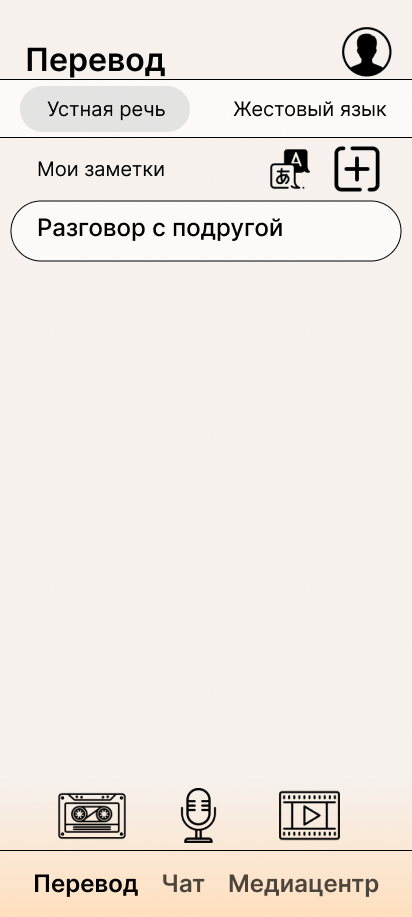 Перевод
Устная речь Жестовый язык
Мои заметки
Разговор с подругой
Перевод Чат Медиацентр